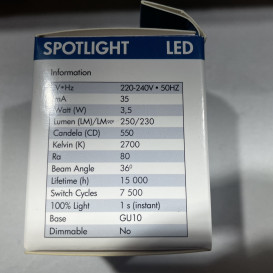 SPOTLIGHT LED
Information
V•Hz 220-240V • 50HZ
mA 35
Watt (W) 3,5
Lumen (LM)/LM⁹⁰° 250/230
Candela (CD) 550
Kelvin (K) 2700
Ra 80
Beam Angle 36⁰
Lifetime (h) 15 000
Switch Cycles 7 500
100% Light 1 s (instant)
Base GU10
Dimmable No